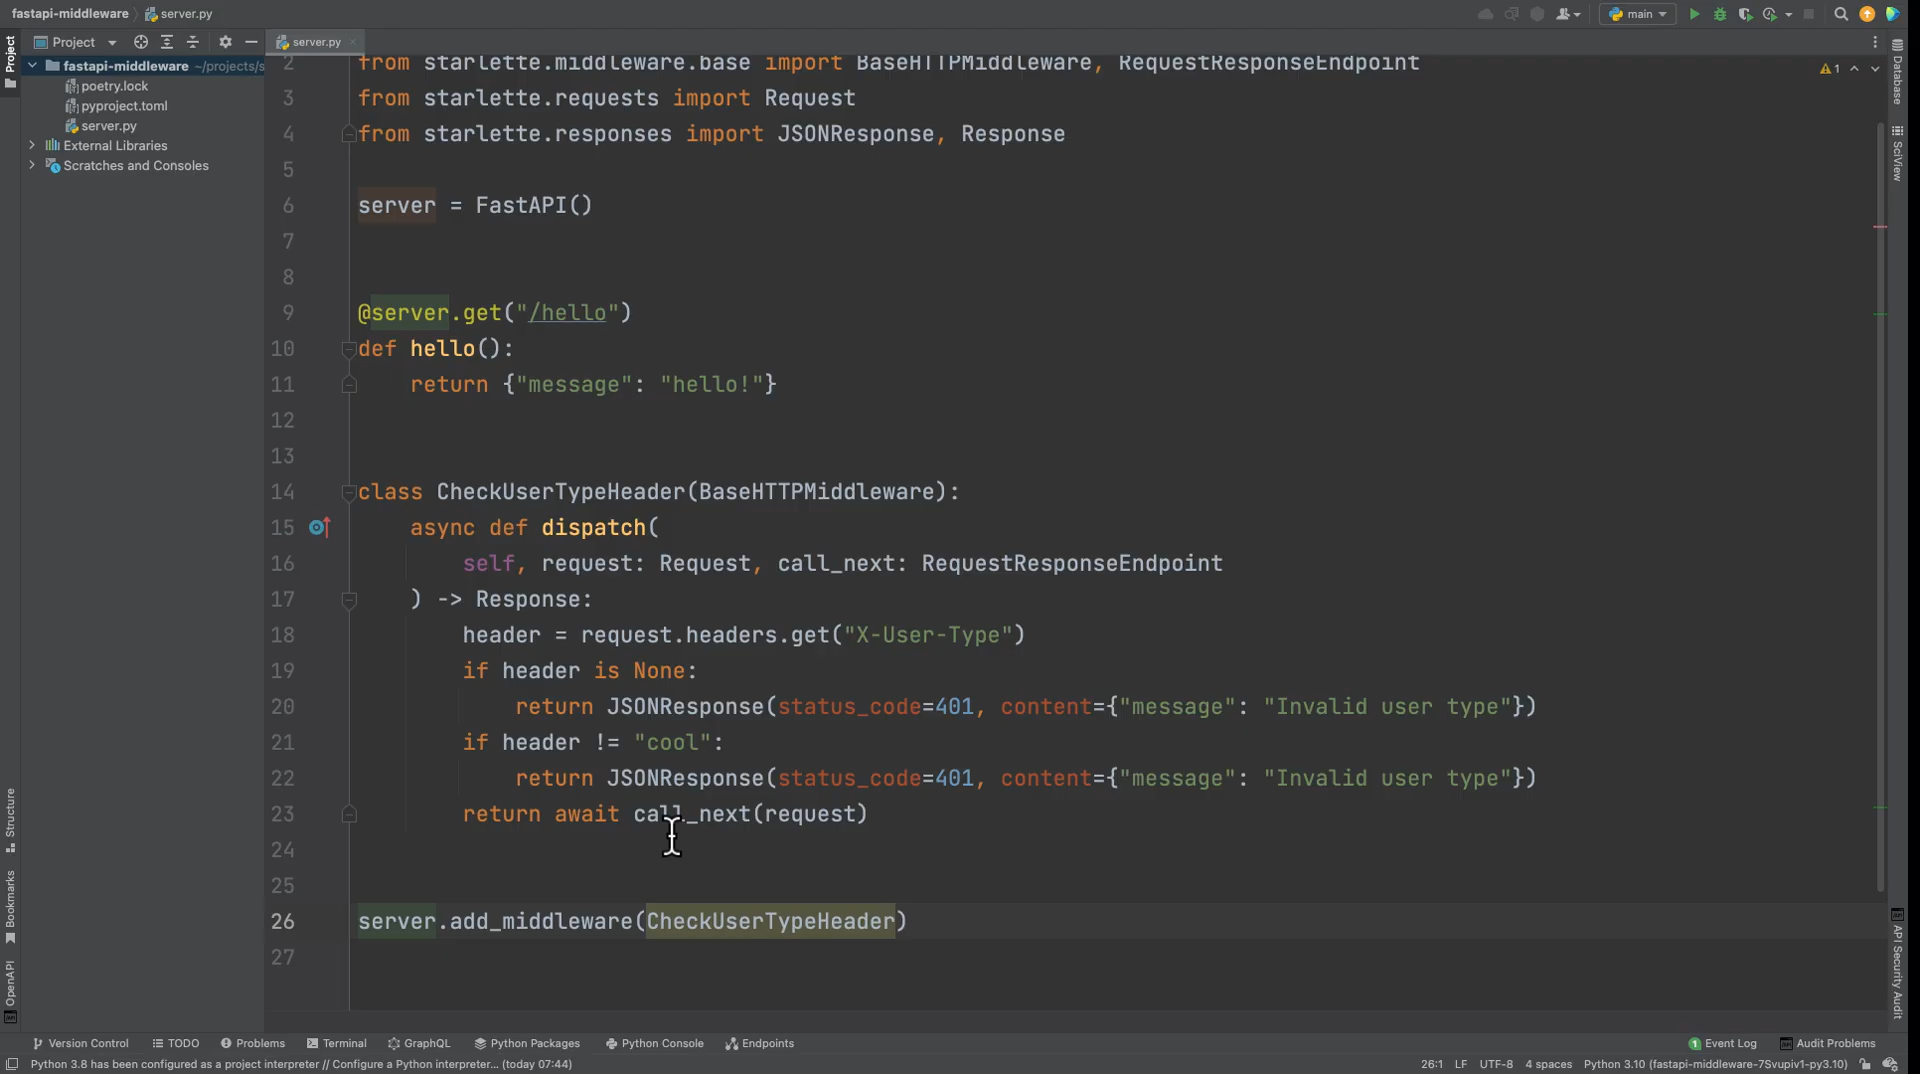 fastapi-middleware
server.py
main
Project
server.py
fastapi-middleware ~/projects/s
poetry.lock
pyproject.toml
server.py
External Libraries
Scratches and Consoles
Project
Structure
Bookmarks
OpenAPI
2 from starlette.middleware.base import BaseHTTPMiddleware, RequestResponseEndpoint
3 from starlette.requests import Request
4 from starlette.responses import JSONResponse, Response
5
6 server = FastAPI()
7
8
9 @server.get("/hello")
10 def hello():
11 return {"message": "hello!"}
12
13
14 class CheckUserTypeHeader(BaseHTTPMiddleware):
15 async def dispatch(
16 self, request: Request, call_next: RequestResponseEndpoint
17 ) -> Response:
18 header = request.headers.get("X-User-Type")
19 if header is None:
20 return JSONResponse(status_code=401, content={"message": "Invalid user type"})
21 if header != "cool":
22 return JSONResponse(status_code=401, content={"message": "Invalid user type"})
23 return await call_next(request)
24
25
26 server.add_middleware(CheckUserTypeHeader)
27
1
Database
SciView
API Security Audit
Version Control TODO Problems Terminal GraphQL Python Packages Python Console Endpoints 1 Event Log Audit Problems
Python 3.8 has been configured as a project interpreter // Configure a Python interpreter... (today 07:44) 26:1 LF UTF-8 4 spaces Python 3.10 (fastapi-middleware-7Svupiv1-py3.10)